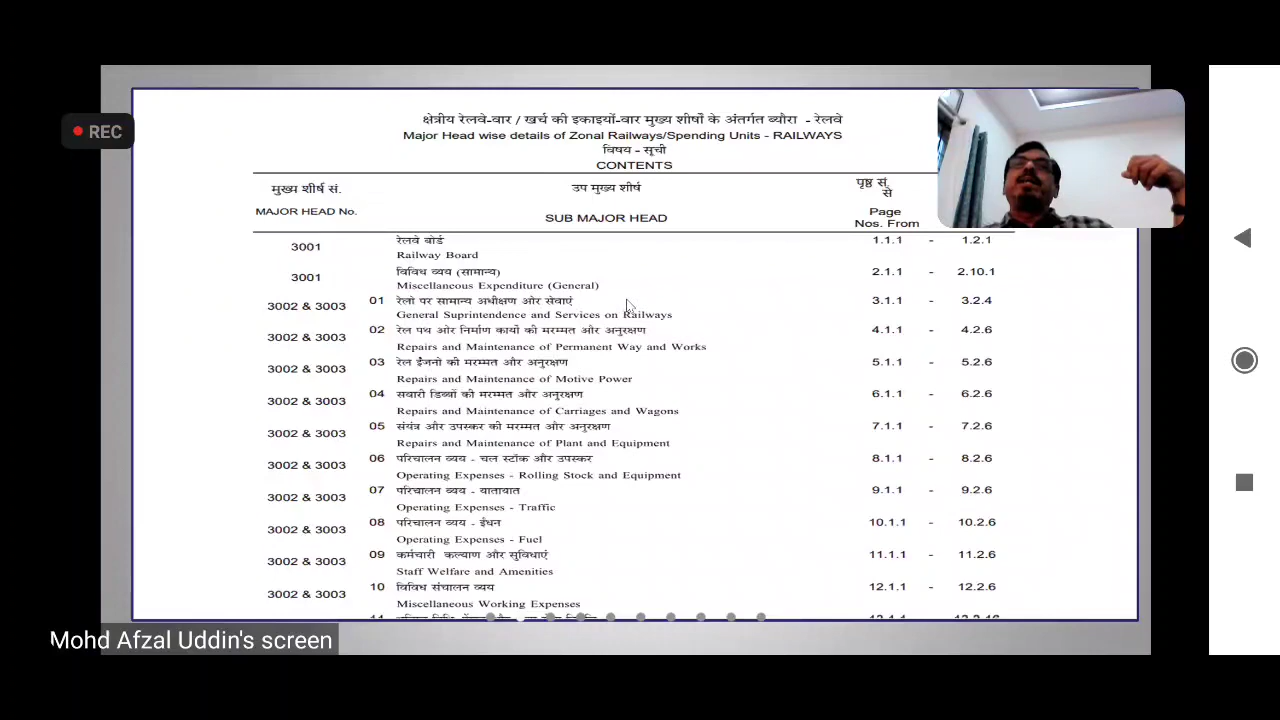 REC
क्षेत्रीय रेलवे-वार / खर्च की इकाइयों-वार मुख्य शीर्षों के अंतर्गत ब्यौरा - रेलवे
Major Head wise details of Zonal Railways/Spending Units - RAILWAYS
विषय - सूची
CONTENTS
मुख्य शीर्ष सं. उप मुख्य शीर्ष पृष्ठ सं. से
MAJOR HEAD No. SUB MAJOR HEAD Page Nos. From
3001 रेलवे बोर्ड 1.1.1 - 1.2.1
Railway Board
3001 विविध व्यय (सामान्य) 2.1.1 - 2.10.1
Miscellaneous Expenditure (General)
3002 & 3003 01 रेलों पर सामान्य अधीक्षण और सेवाएं 3.1.1 - 3.2.4
General Suprintendence and Services on Railways
3002 & 3003 02 रेल पथ और निर्माण कार्यों की मरम्मत और अनुरक्षण 4.1.1 - 4.2.6
Repairs and Maintenance of Permanent Way and Works
3002 & 3003 03 रेल ईंजनो की मरम्मत और अनुरक्षण 5.1.1 - 5.2.6
Repairs and Maintenance of Motive Power
3002 & 3003 04 सवारी डिब्बों की मरम्मत और अनुरक्षण 6.1.1 - 6.2.6
Repairs and Maintenance of Carriages and Wagons
3002 & 3003 05 संयंत्र और उपस्कर की मरम्मत और अनुरक्षण 7.1.1 - 7.2.6
Repairs and Maintenance of Plant and Equipment
3002 & 3003 06 परिचालन व्यय - चल स्टॉक और उपस्कर 8.1.1 - 8.2.6
Operating Expenses - Rolling Stock and Equipment
3002 & 3003 07 परिचालन व्यय - यातायात 9.1.1 - 9.2.6
Operating Expenses - Traffic
3002 & 3003 08 परिचालन व्यय - ईंधन 10.1.1 - 10.2.6
Operating Expenses - Fuel
3002 & 3003 09 कर्मचारी कल्याण और सुविधाएं 11.1.1 - 11.2.6
Staff Welfare and Amenities
3002 & 3003 10 विविध संचालन व्यय 12.1.1 - 12.2.6
Miscellaneous Working Expenses
Mohd Afzal Uddin's screen